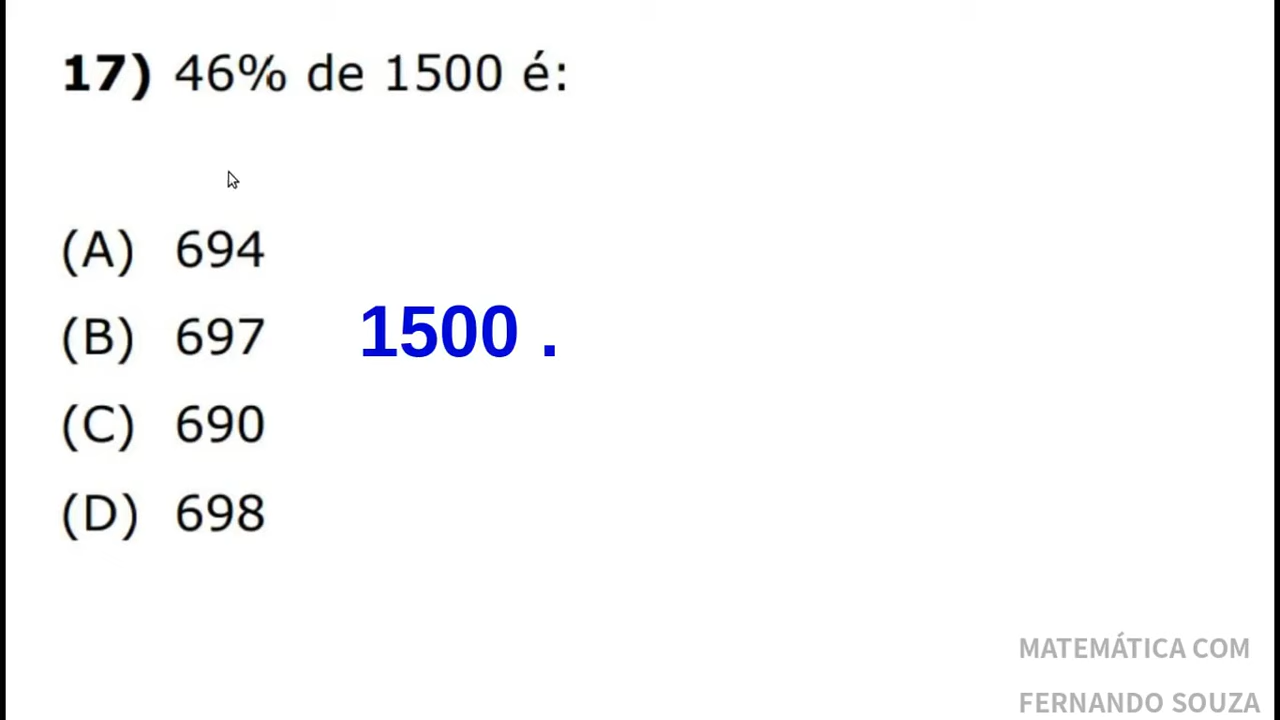 17) 46% de 1500 é:
(A) 694
(B) 697
1500 .
(C) 690
(D) 698
MATEMÁTICA COM
FERNANDO SOUZA